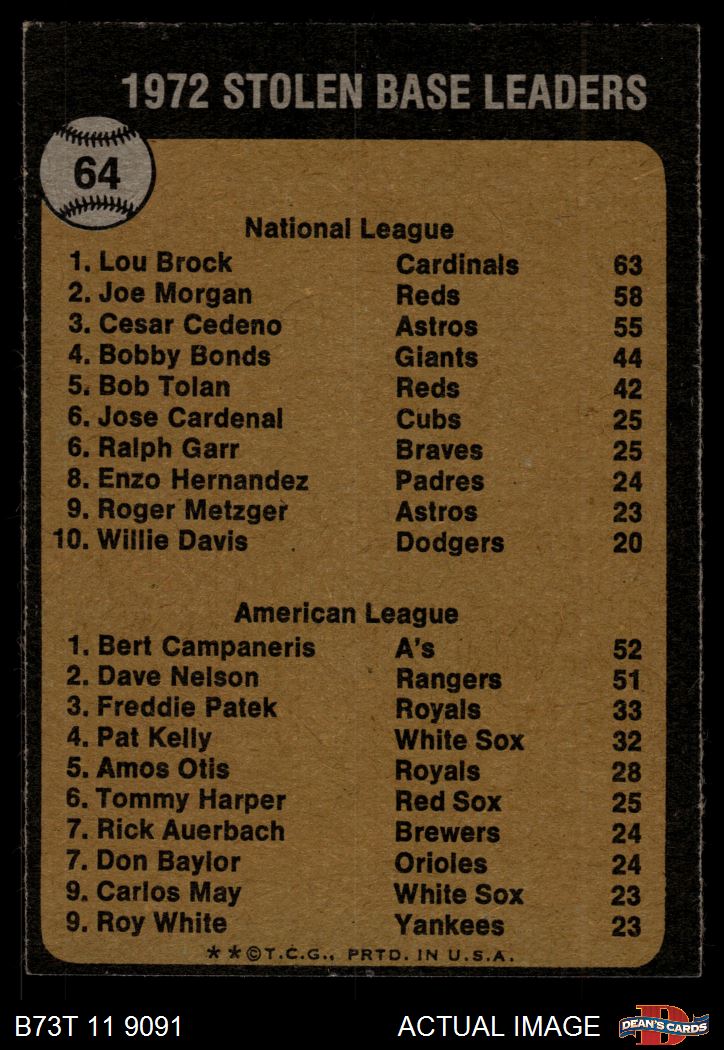 1972 STOLEN BASE LEADERS
64
National League
1. Lou Brock Cardinals 63
2. Joe Morgan Reds 58
3. Cesar Cedeno Astros 55
4. Bobby Bonds Giants 44
5. Bob Tolan Reds 42
6. Jose Cardenal Cubs 25
6. Ralph Garr Braves 25
8. Enzo Hernandez Padres 24
9. Roger Metzger Astros 23
10. Willie Davis Dodgers 20
American League
1. Bert Campaneris A's 52
2. Dave Nelson Rangers 51
3. Freddie Patek Royals 33
4. Pat Kelly White Sox 32
5. Amos Otis Royals 28
6. Tommy Harper Red Sox 25
7. Rick Auerbach Brewers 24
7. Don Baylor Orioles 24
9. Carlos May White Sox 23
9. Roy White Yankees 23
* * © T.C.G., PRTD. IN U.S.A.
B73T 11 9091 ACTUAL IMAGE
D
DEAN'S CARDS